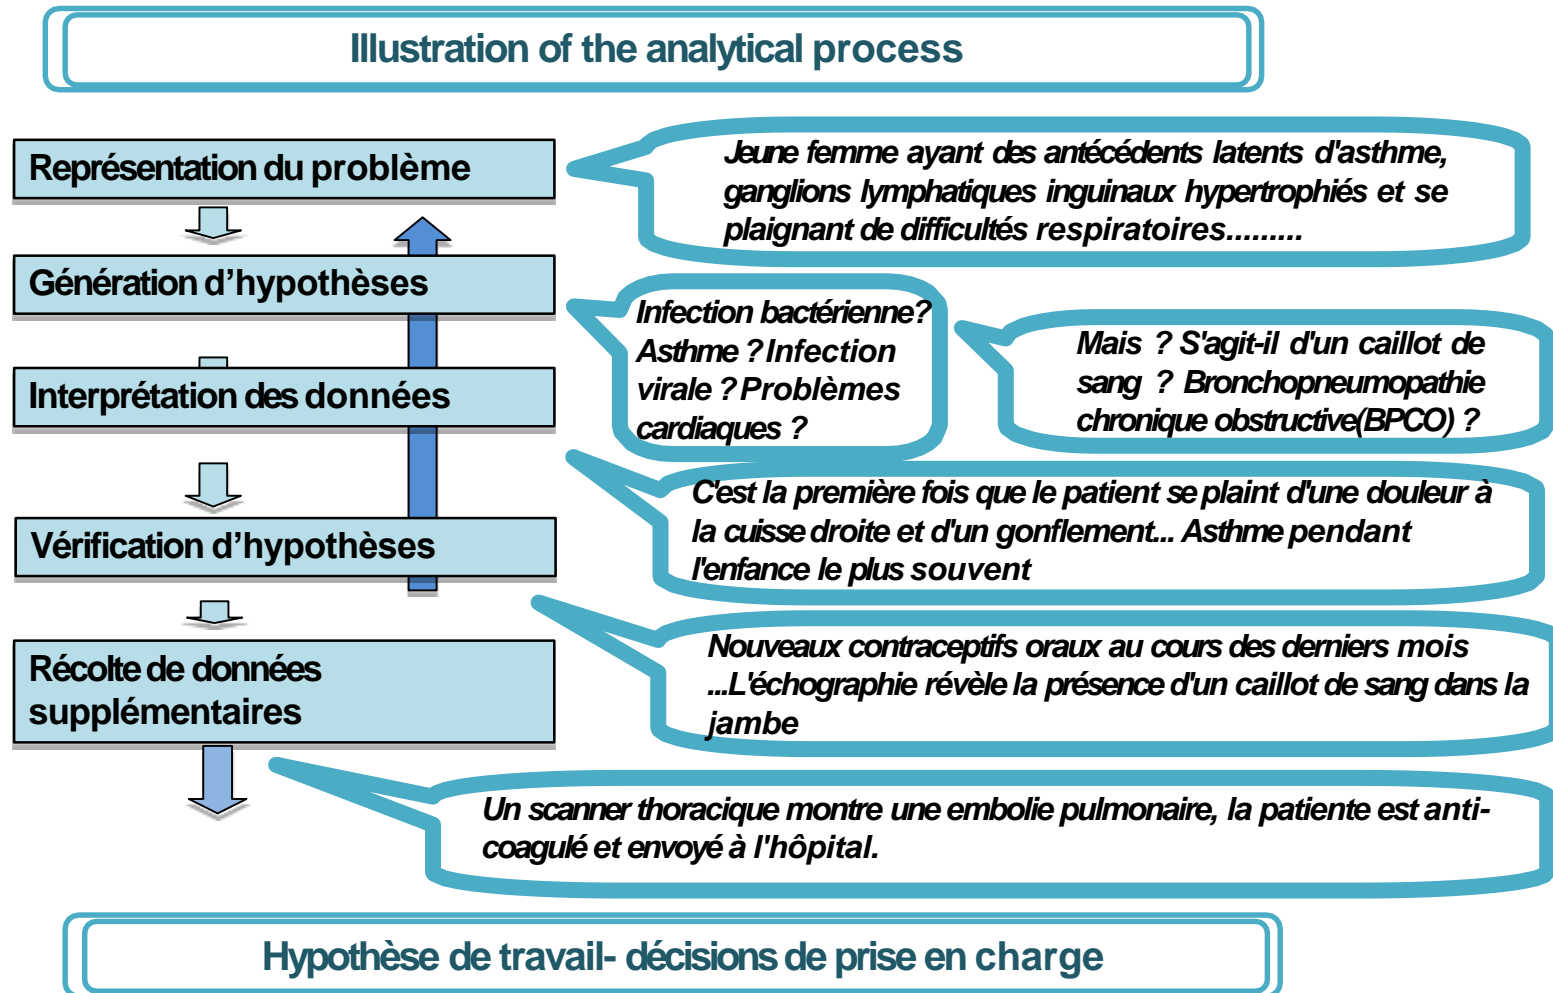 Illustration of the analytical process
Représentation du problème
Jeune femme ayant des antécédents latents d'asthme,
ganglions lymphatiques inguinaux hypertrophiés et se
plaignant de difficultés respiratoires.........
Génération d’hypothèses
Infection bactérienne?
Asthme ? Infection
virale ? Problèmes
cardiaques ?
Mais ? S'agit-il d'un caillot de
sang ? Bronchopneumopathie
chronique obstructive(BPCO) ?
Interprétation des données
C'est la première fois que le patient se plaint d'une douleur à
la cuisse droite et d'un gonflement... Asthme pendant
l'enfance le plus souvent
Vérification d’hypothèses
Nouveaux contraceptifs oraux au cours des derniers mois
...L'échographie révèle la présence d'un caillot de sang dans la
jambe
Récolte de données
supplémentaires
Un scanner thoracique montre une embolie pulmonaire, la patiente est anti-
coagulé et envoyé à l'hôpital.
Hypothèse de travail- décisions de prise en charge